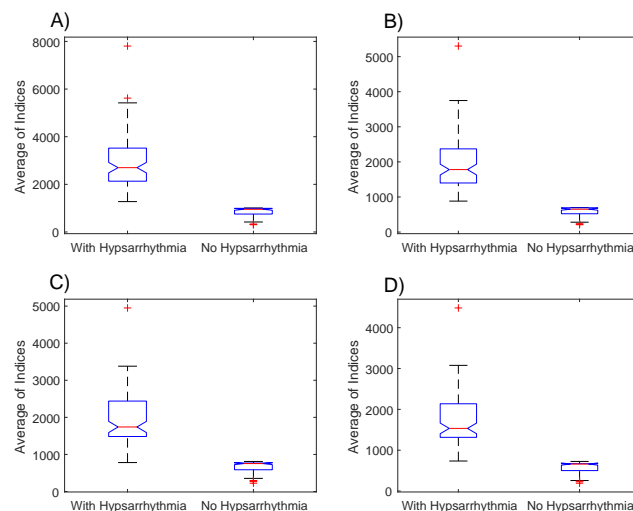 A)
8000
6000
4000
2000
0
Average of Indices
With Hypsarrhythmia No Hypsarrhythmia
B)
5000
4000
3000
2000
1000
0
Average of Indices
With Hypsarrhythmia No Hypsarrhythmia
C)
5000
4000
3000
2000
1000
0
Average of Indices
With Hypsarrhythmia No Hypsarrhythmia
D)
4000
3000
2000
1000
0
Average of Indices
With Hypsarrhythmia No Hypsarrhythmia